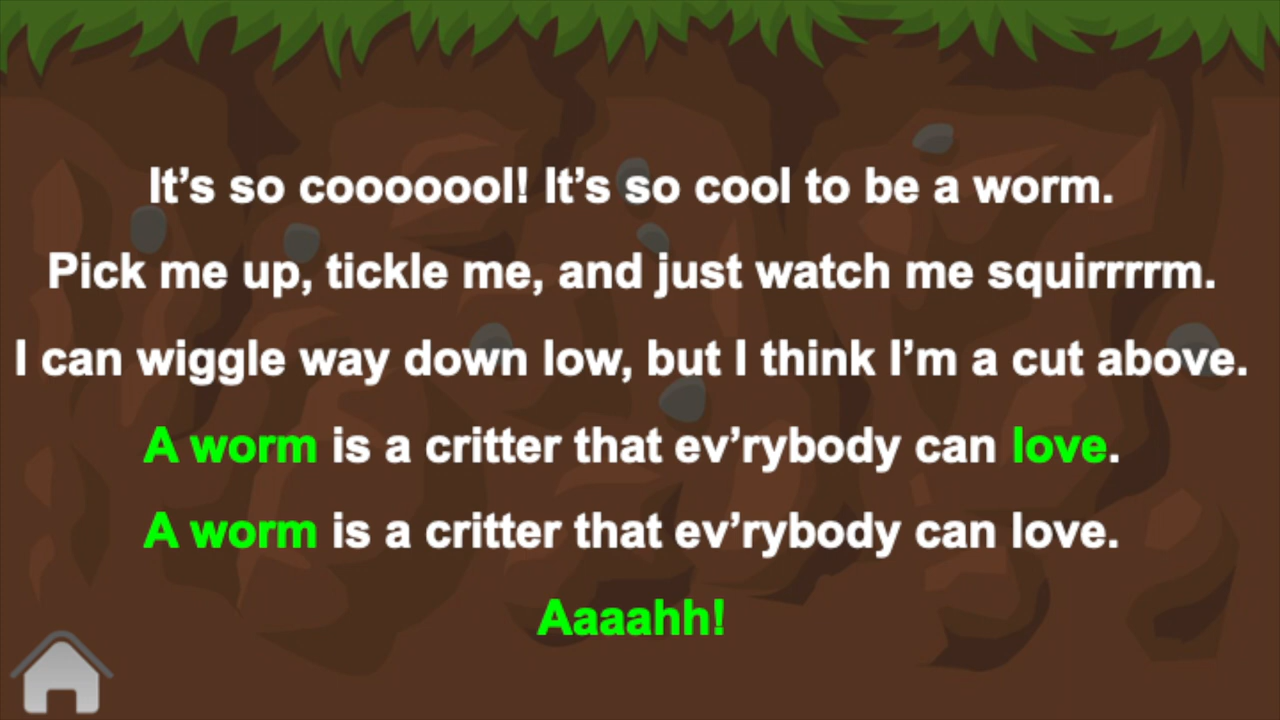 It’s so cooooool! It’s so cool to be a worm.
Pick me up, tickle me, and just watch me squirrrrm.
I can wiggle way down low, but I think I’m a cut above.
A worm is a critter that ev’rybody can love.
A worm is a critter that ev’rybody can love.
Aaaahh!